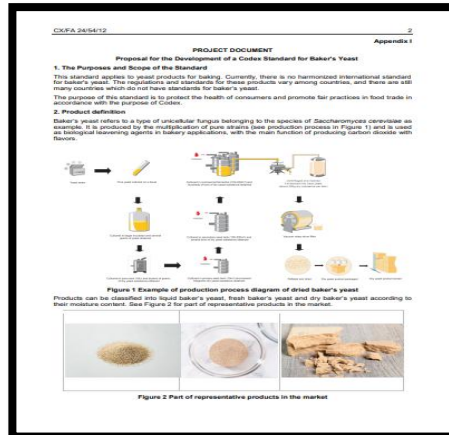 CX/FA 24/54/12 2
Appendix I
PROJECT DOCUMENT
Proposal for the Development of a Codex Standard for Baker's Yeast
1. The Purposes and Scope of the Standard
This standard applies to yeast products for baking. Currently, there is no harmonized international standard
for baker's yeast. The regulations and standards for these products vary among countries, and there are still
many countries which do not have standards for baker's yeast.
The purpose of this standard is to protect the health of consumers and promote fair practices in food trade in
accordance with the purpose of Codex.
2. Product definition
Baker's yeast refers to a type of unicellular fungus belonging to the species of Saccharomyces cerevisiae as
example. It is produced by the multiplication of pure strains (see production process in Figure 1) and is used
as biological leavening agents in bakery applications, with the main function of producing carbon dioxide with
flavors.
Figure 1 Example of production process diagram of dried baker's yeast
Products can be classified into liquid baker's yeast, fresh baker's yeast and dry baker's yeast according to
their moisture content. See Figure 2 for part of representative products in the market.
Figure 2 Part of representative products in the market